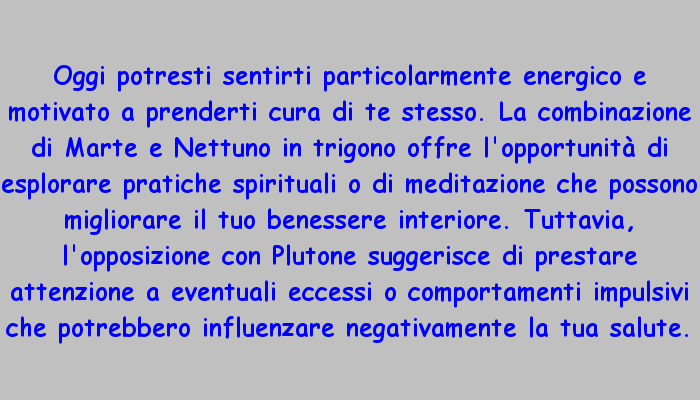 Oggi potresti sentirti particolarmente energico e
motivato a prenderti cura di te stesso. La combinazione
di Marte e Nettuno in trigono offre l'opportunità di
esplorare pratiche spirituali o di meditazione che possono
migliorare il tuo benessere interiore. Tuttavia,
l'opposizione con Plutone suggerisce di prestare
attenzione a eventuali eccessi o comportamenti impulsivi
che potrebbero influenzare negativamente la tua salute.